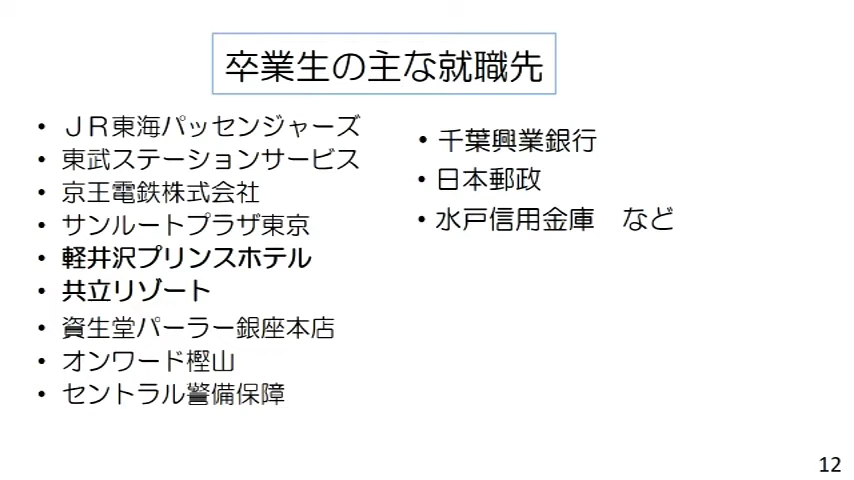 卒業生の主な就職先
• ＪＲ東海パッセンジャーズ
• 東武ステーションサービス
• 京王電鉄株式会社
• サンルートプラザ東京
• 軽井沢プリンスホテル
• 共立リゾート
• 資生堂パーラー銀座本店
• オンワード樫山
• セントラル警備保障
• 千葉興業銀行
• 日本郵政
• 水戸信用金庫　など
12